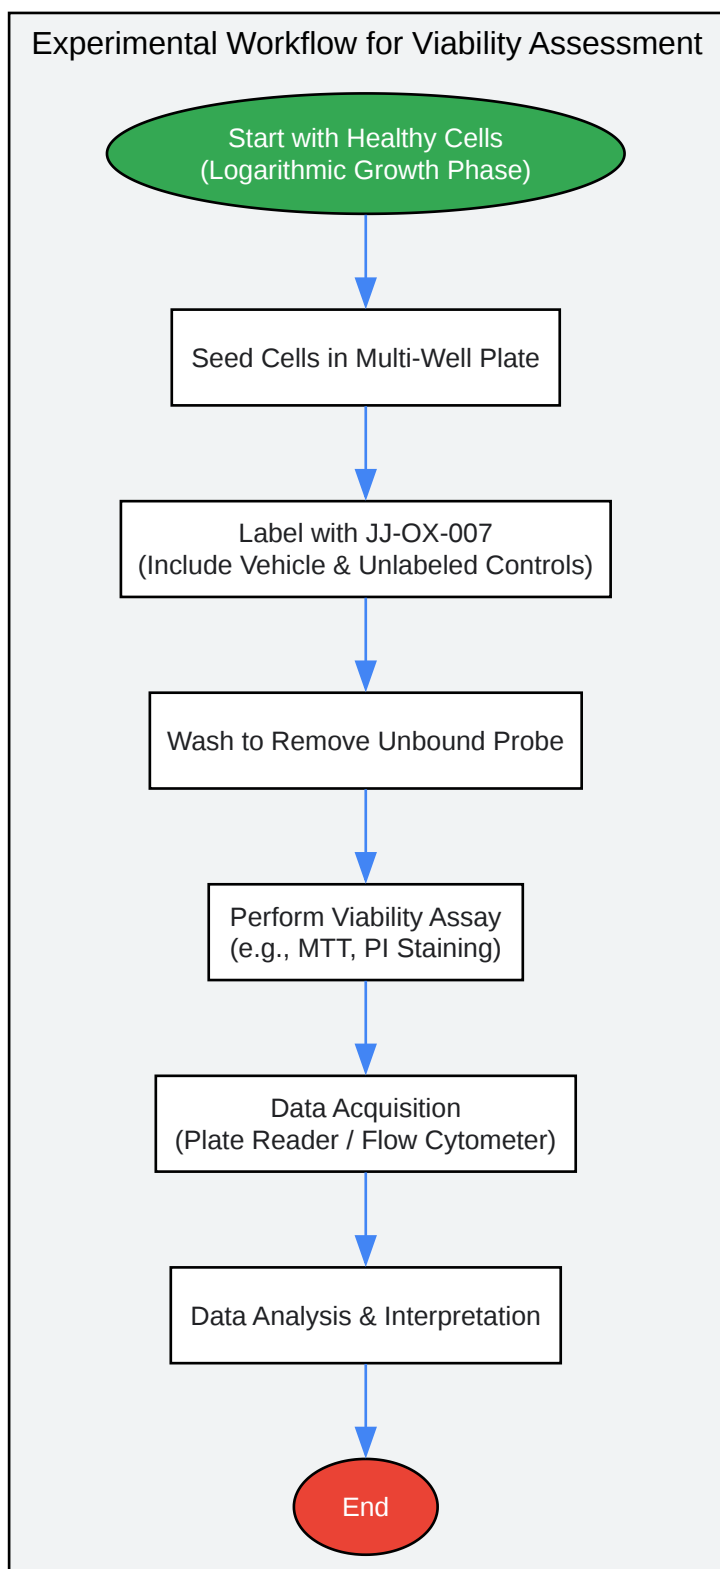 Experimental Workflow for Viability Assessment
Start with Healthy Cells
(Logarithmic Growth Phase)
Seed Cells in Multi-Well Plate
Label with JJ-OX-007
(Include Vehicle & Unlabeled Controls)
Wash to Remove Unbound Probe
Perform Viability Assay
(e.g., MTT, PI Staining)
Data Acquisition
(Plate Reader / Flow Cytometer)
Data Analysis & Interpretation
End